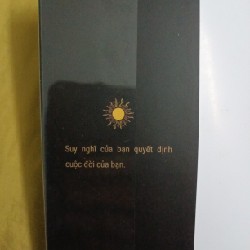 Suy nghĩ của bạn quyết định
cuộc đời của bạn.